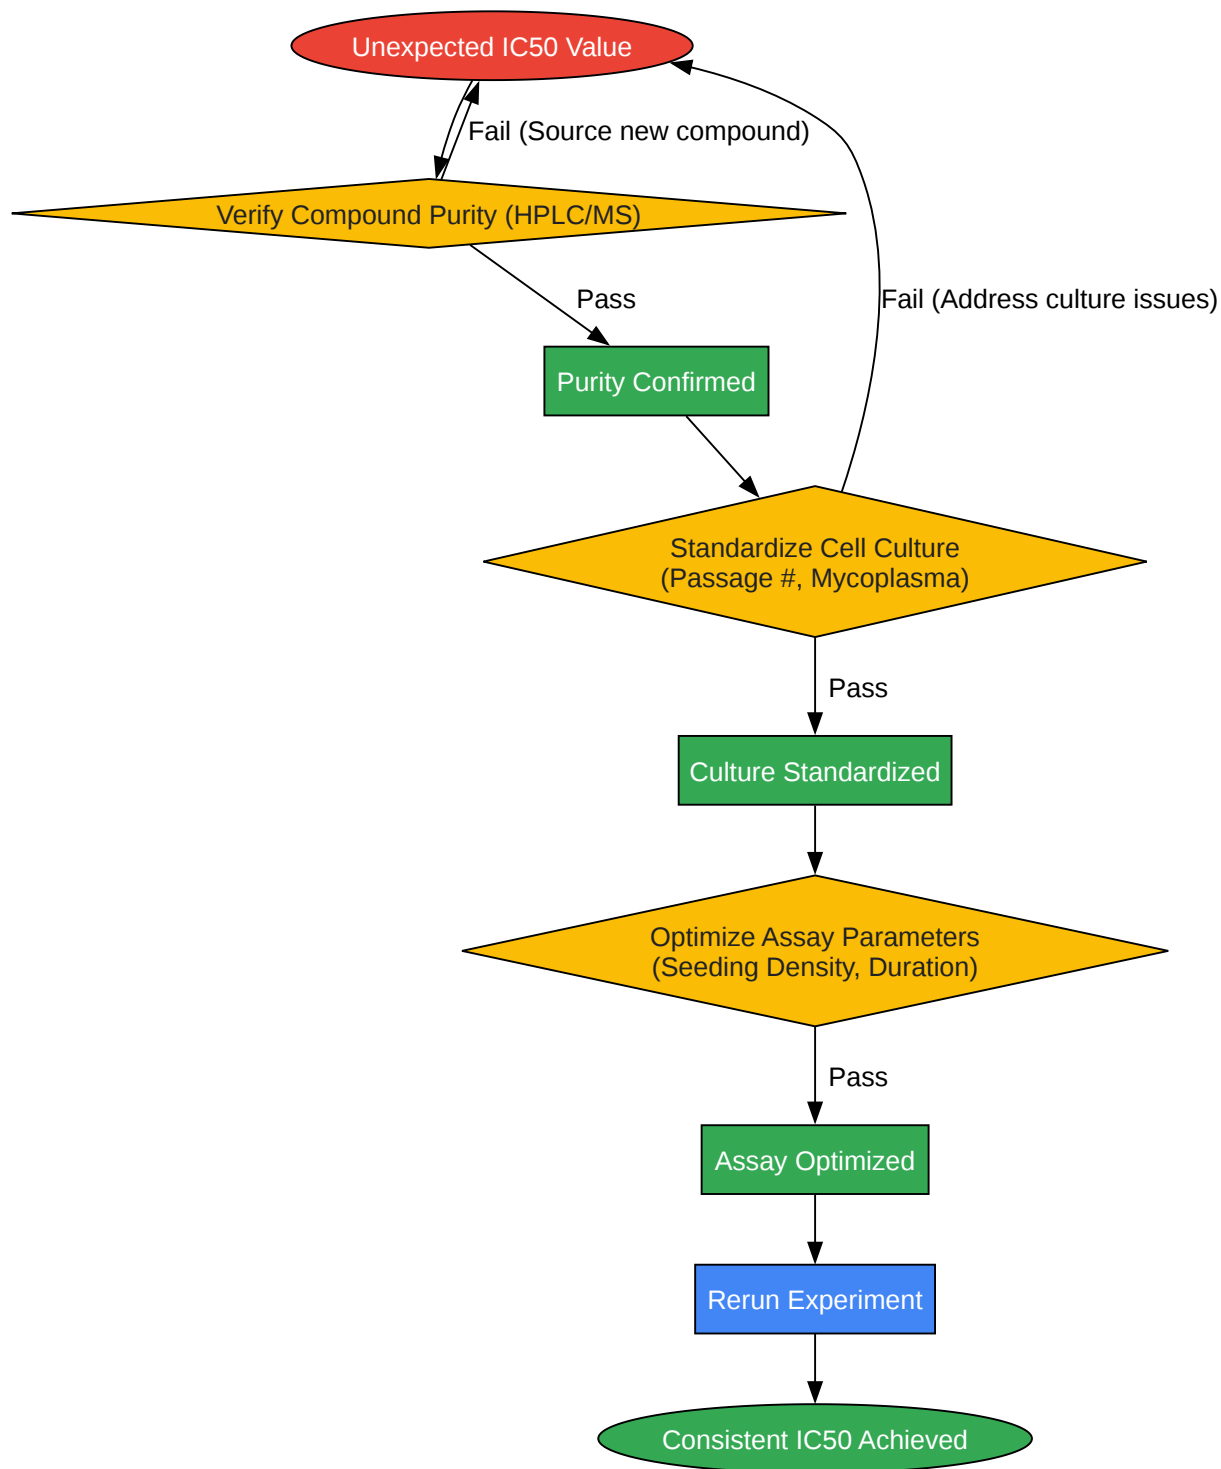 Unexpected IC50 Value
Fail (Source new compound)
Verify Compound Purity (HPLC/MS)
Pass
Fail (Address culture issues)
Purity Confirmed
Standardize Cell Culture
(Passage #, Mycoplasma)
Pass
Culture Standardized
Optimize Assay Parameters
(Seeding Density, Duration)
Pass
Assay Optimized
Rerun Experiment
Consistent IC50 Achieved